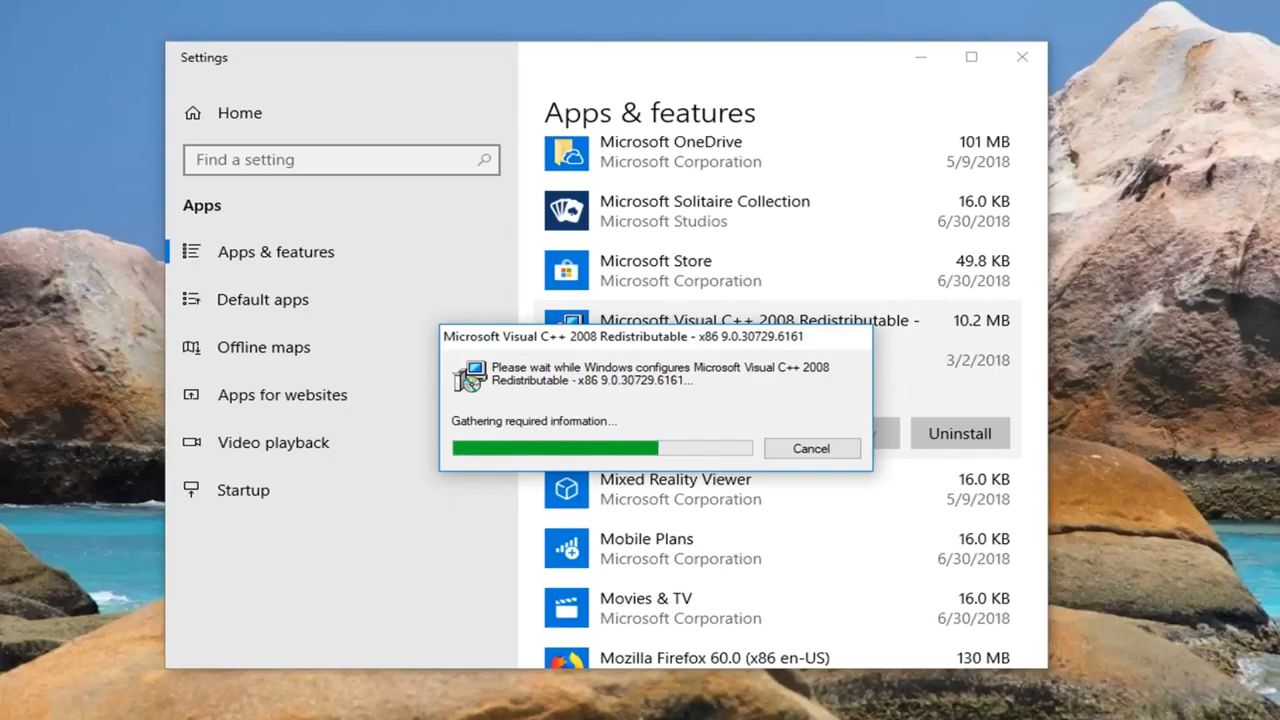 Settings
Home
Find a setting
Apps
Apps & features
Default apps
Offline maps
Apps for websites
Video playback
Startup
Apps & features
Microsoft OneDrive 101 MB
Microsoft Corporation 5/9/2018
Microsoft Solitaire Collection 16.0 KB
Microsoft Studios 6/30/2018
Microsoft Store 49.8 KB
Microsoft Corporation 6/30/2018
Microsoft Visual C++ 2008 Redistributable - 10.2 MB
3/2/2018
Uninstall
Microsoft Visual C++ 2008 Redistributable - x86 9.0.30729.6161
Please wait while Windows configures Microsoft Visual C++ 2008
Redistributable - x86 9.0.30729.6161...
Gathering required information...
Cancel
Mixed Reality Viewer 16.0 KB
Microsoft Corporation 5/9/2018
Mobile Plans 16.0 KB
Microsoft Corporation 6/30/2018
Movies & TV 16.0 KB
Microsoft Corporation 6/30/2018
Mozilla Firefox 60.0 (x86 en-US) 130 MB